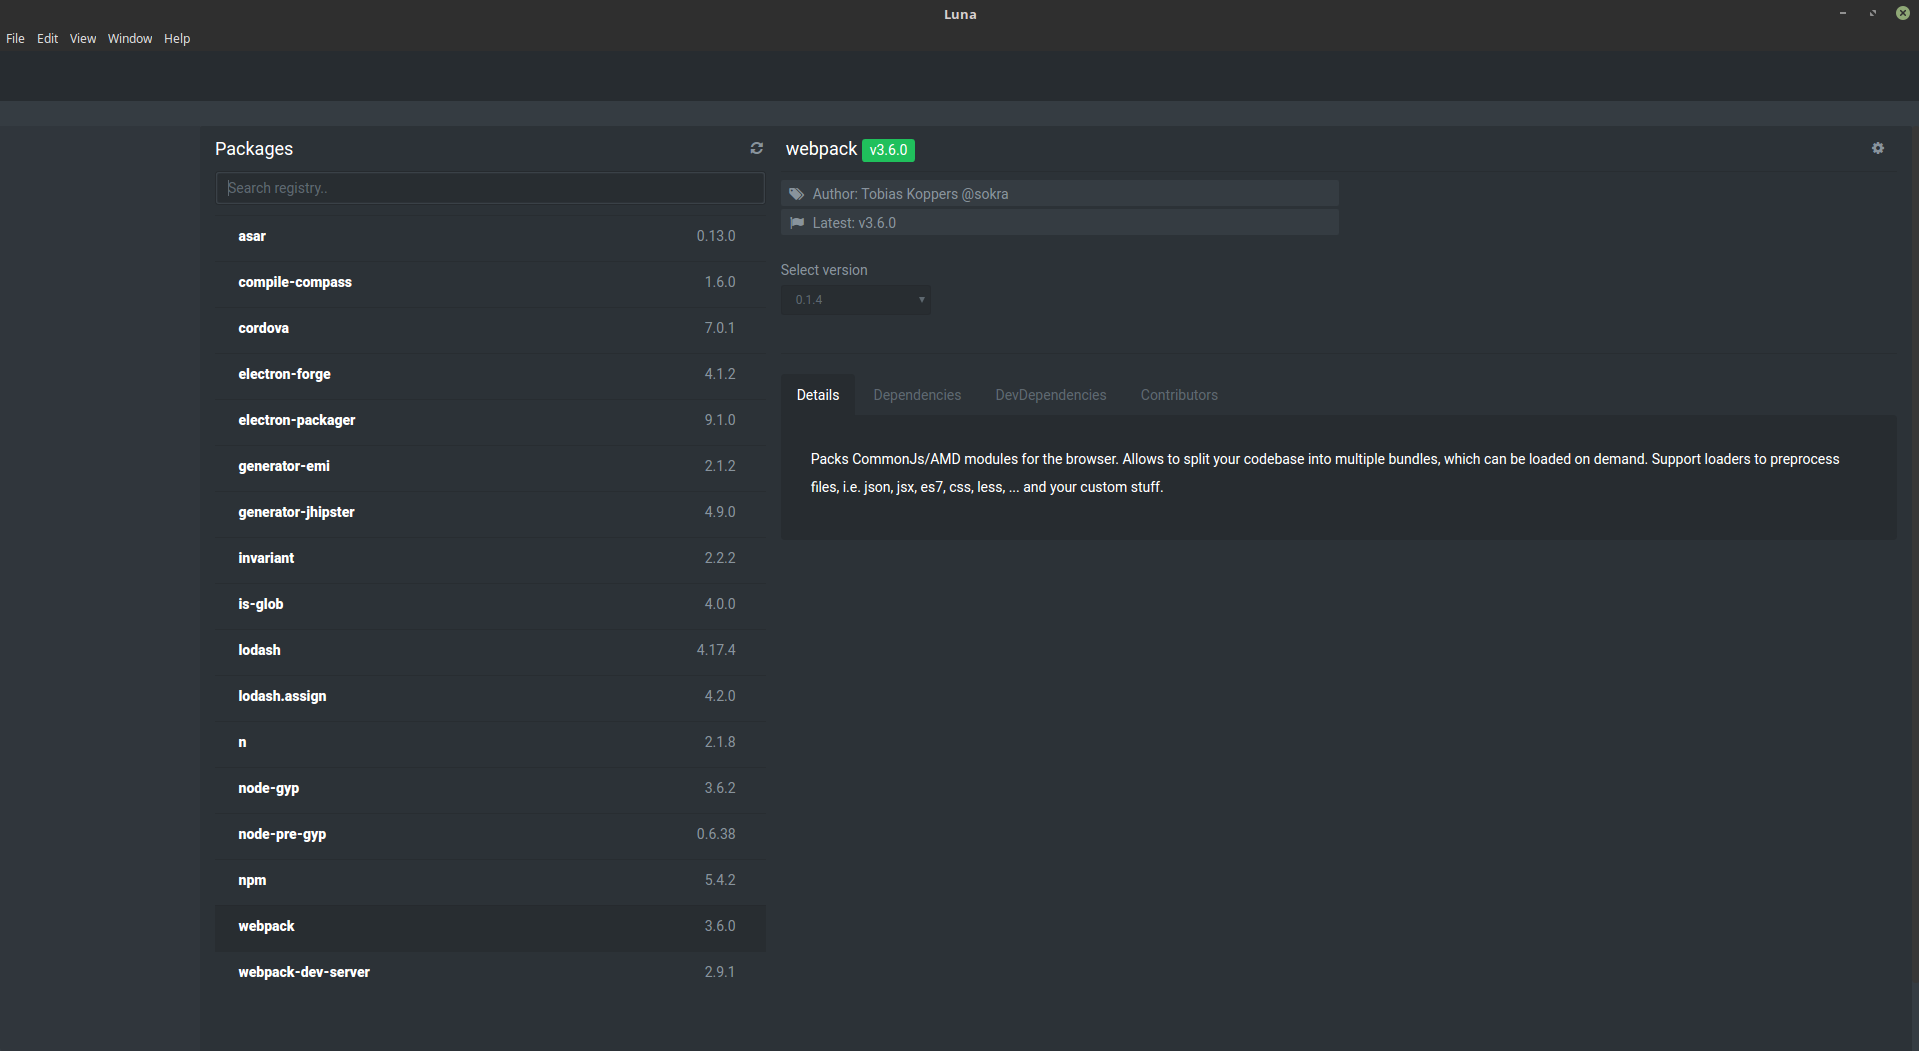 Luna
File Edit View Window Help
Packages
Search registry..
asar 0.13.0
compile-compass 1.6.0
cordova 7.0.1
electron-forge 4.1.2
electron-packager 9.1.0
generator-emi 2.1.2
generator-jhipster 4.9.0
invariant 2.2.2
is-glob 4.0.0
lodash 4.17.4
lodash.assign 4.2.0
n 2.1.8
node-gyp 3.6.2
node-pre-gyp 0.6.38
npm 5.4.2
webpack 3.6.0
webpack-dev-server 2.9.1
webpack v3.6.0
Author: Tobias Koppers @sokra
Latest: v3.6.0
Select version
0.1.4
Details Dependencies DevDependencies Contributors
Packs CommonJs/AMD modules for the browser. Allows to split your codebase into multiple bundles, which can be loaded on demand. Support loaders to preprocess
files, i.e. json, jsx, es7, css, less, ... and your custom stuff.